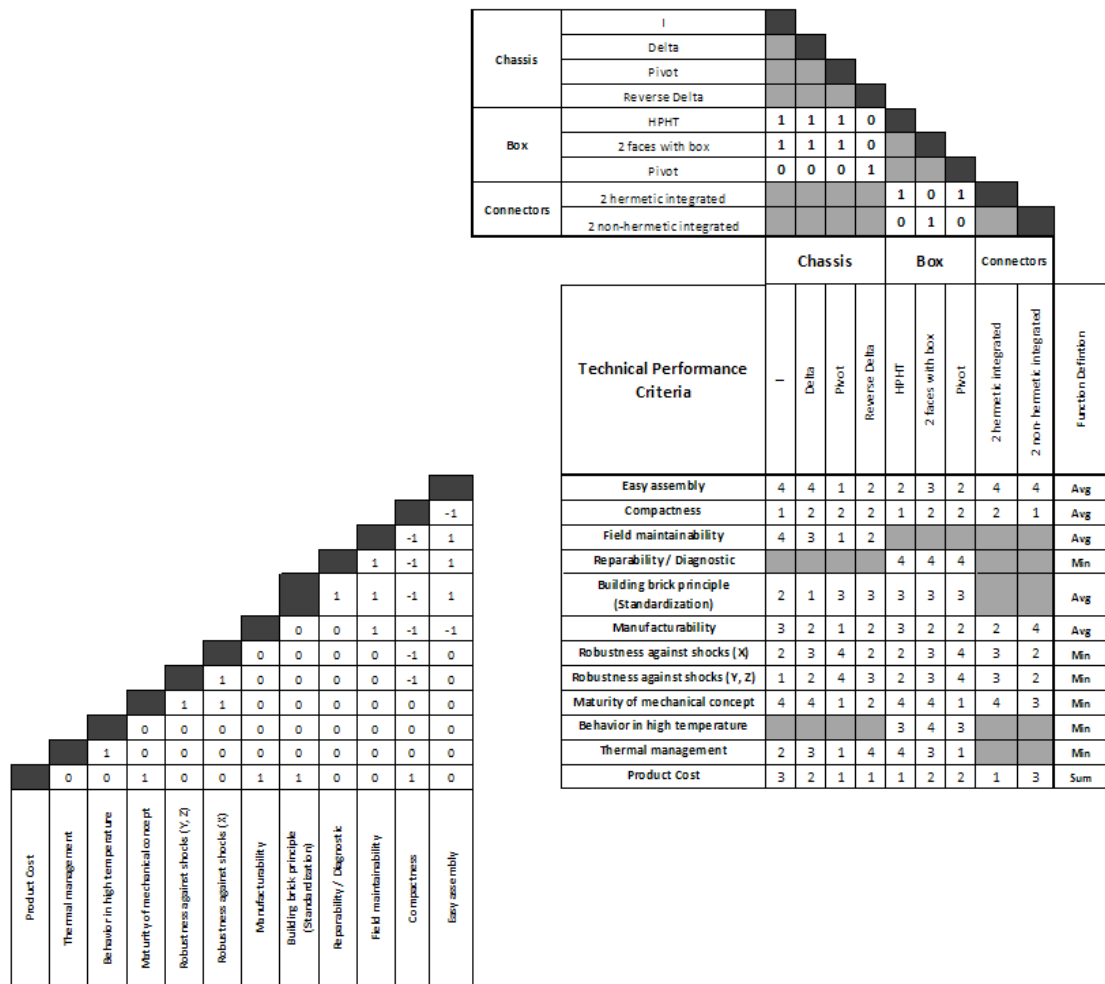 I
Delta
Chassis
Pivot
Reverse Delta
HPHT 1 1 1 0
Box 2 faces with box 1 1 1 0
Pivot 0 0 0 1
2 hermetic integrated 1 0 1
Connectors
2 non-hermetic integrated 0 1 0
Chassis Box Connectors
Technical Performance
Criteria
I
Delta
Pivot
Reverse Delta
HPHT
2 faces with box
Pivot
2 hermetic integrated
2 non-hermetic integrated
Function Defintion
Easy assembly 4 4 1 2 2 3 2 4 4 Avg
Compactness 1 2 2 2 1 2 2 2 1 Avg
Field maintainability 4 3 1 2 Avg
Reparability / Diagnostic 4 4 4 Min
Building brick principle
(Standardization) 2 1 3 3 3 3 3 Avg
Manufacturability 3 2 1 2 3 2 2 2 4 Avg
Robustness against shocks (X) 2 3 4 2 2 3 4 3 2 Min
Robustness against shocks (Y, Z) 1 2 4 3 2 3 4 3 2 Min
Maturity of mechanical concept 4 4 1 2 4 4 1 4 3 Min
Behavior in high temperature 3 4 3 Min
Thermal management 2 3 1 4 4 3 1 Min
Product Cost 3 2 1 1 1 2 2 1 3 Sum
-1
-1 1
1 -1 1
1 1 -1 1
0 0 1 -1 -1
0 0 0 0 -1 0
1 0 0 0 0 -1 0
1 1 0 0 0 0 0 0
0 0 0 0 0 0 0 0 0
1 0 0 0 0 0 0 0 0 0
0 0 1 0 0 1 1 0 0 1 0
Product Cost
Thermal management
Behavior in high temperature
Maturity of mechanical concept
Robustness against shocks (Y, Z)
Robustness against shocks (X)
Manufacturability
Building brick principle
(Standardization)
Reparability / Diagnostic
Field maintainability
Compactness
Easy assembly